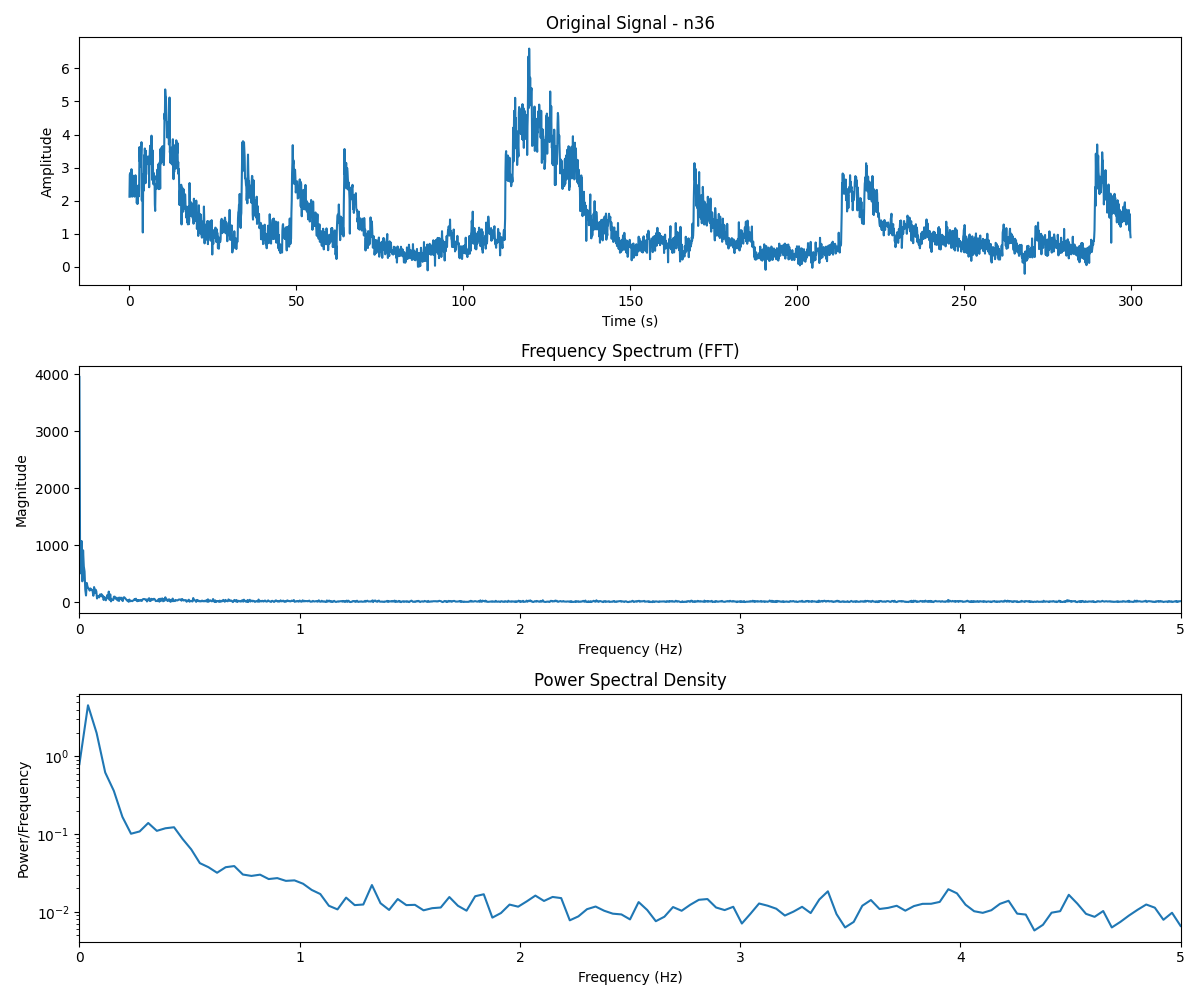 Original Signal - n36
Amplitude
6
5
4
3
2
1
0
0 50 100 150 200 250 300
Time (s)
Frequency Spectrum (FFT)
Magnitude
4000
3000
2000
1000
0
0 1 2 3 4 5
Frequency (Hz)
Power Spectral Density
Power/Frequency
10⁰
10⁻¹
10⁻²
0 1 2 3 4 5
Frequency (Hz)